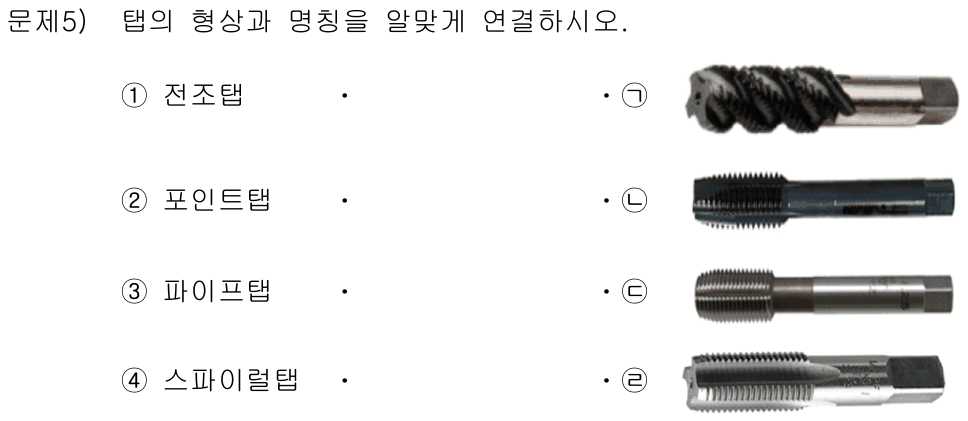 문제5) 탭의 형상과 명칭을 알맞게 연결하시오.
① 전조탭 · · ㉠
② 포인트탭 · · ㉡
③ 파이프탭 · · ㉢
④ 스파이럴탭 · · ㉣